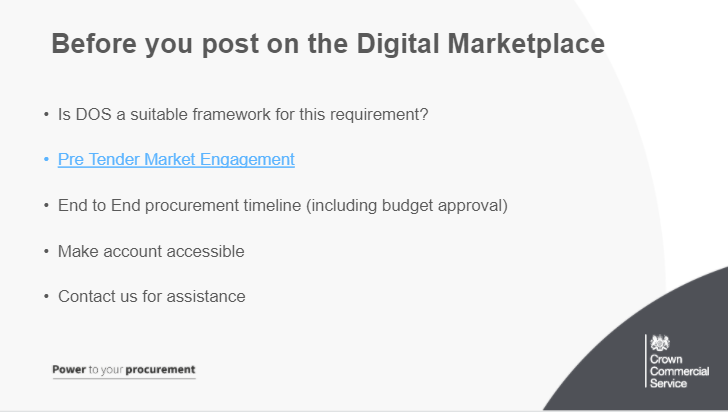 Before you post on the Digital Marketplace
• Is DOS a suitable framework for this requirement?
• Pre Tender Market Engagement
• End to End procurement timeline (including budget approval)
• Make account accessible
• Contact us for assistance
Power to your procurement
Crown
Commercial
Service